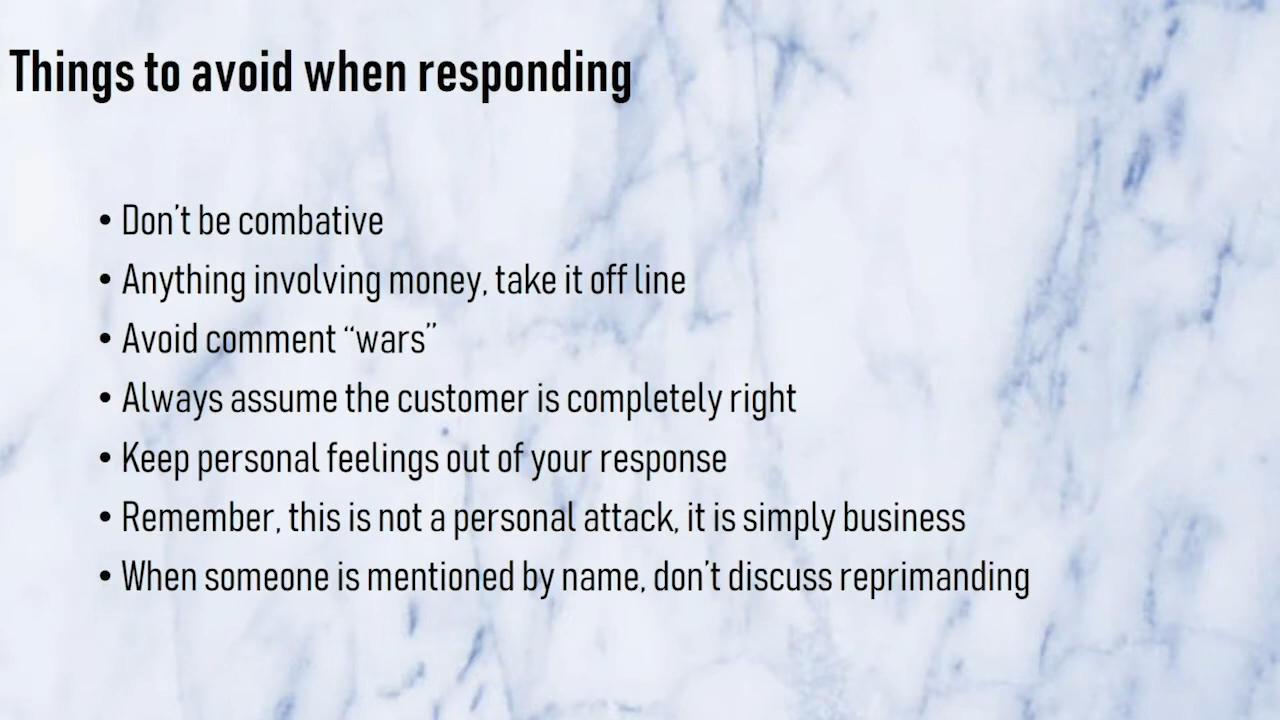 Things to avoid when responding
• Don’t be combative
• Anything involving money, take it off line
• Avoid comment “wars”
• Always assume the customer is completely right
• Keep personal feelings out of your response
• Remember, this is not a personal attack, it is simply business
• When someone is mentioned by name, don’t discuss reprimanding